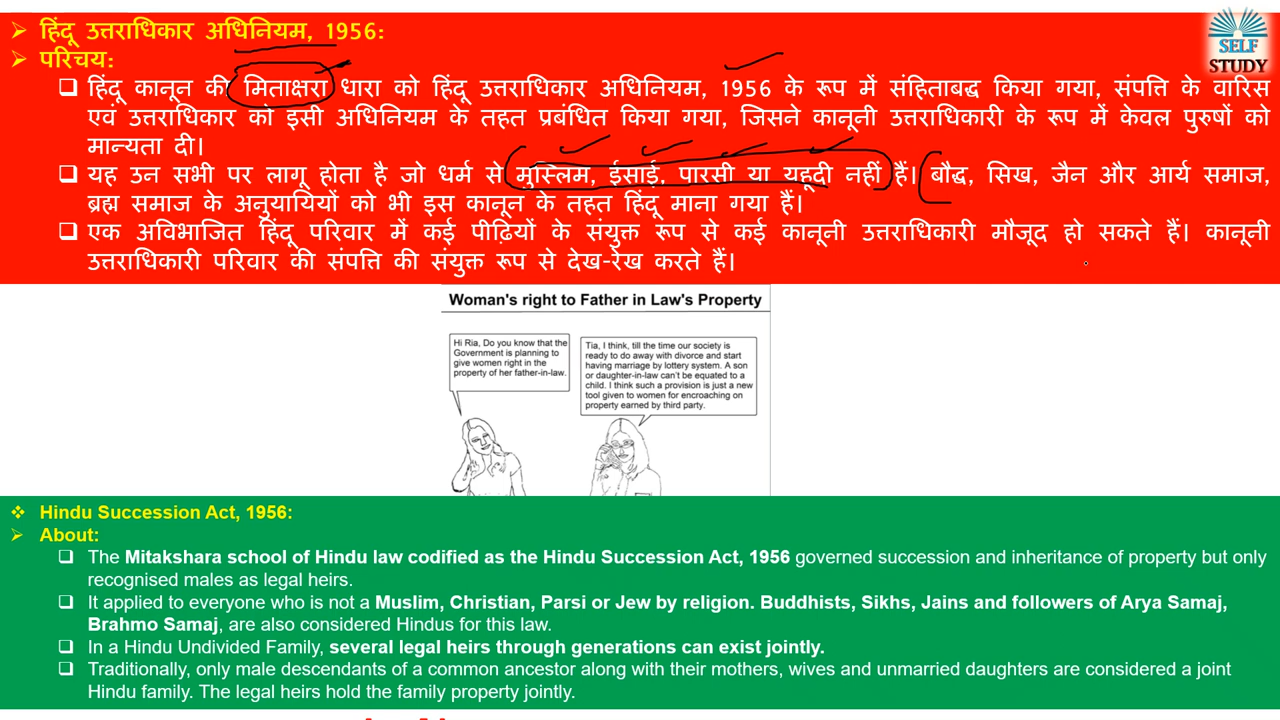 हिंदू उत्तराधिकार अधिनियम, 1956:
परिचय:
हिंदू कानून की मिताक्षरा धारा को हिंदू उत्तराधिकार अधिनियम, 1956 के रूप में संहिताबद्ध किया गया, संपत्ति के वारिस
एवं उत्तराधिकार को इसी अधिनियम के तहत प्रबंधित किया गया, जिसने कानूनी उत्तराधिकारी के रूप में केवल पुरुषों को
मान्यता दी।
यह उन सभी पर लागू होता है जो धर्म से मुस्लिम, ईसाई, पारसी या यहूदी नहीं हैं। बौद्ध, सिख, जैन और आर्य समाज,
ब्रह्म समाज के अनुयायियों को भी इस कानून के तहत हिंदू माना गया हैं।
एक अविभाजित हिंदू परिवार में कई पीढ़ियों के संयुक्त रूप से कई कानूनी उत्तराधिकारी मौजूद हो सकते हैं। कानूनी
उत्तराधिकारी परिवार की संपत्ति की संयुक्त रूप से देख-रेख करते हैं।
SELF
STUDY
Woman's right to Father in Law's Property
Hi Ria, Do you know that the
Government is planning to
give women right in the
property of her father-in-law.
Tia, I think, till the time our society is
ready to do away with divorce and start
having marriage by lottery system. A son
or daughter-in-law can't be equated to a
child. I think such a provision is just a new
tool given to women for encroaching on
property earned by third party.
Hindu Succession Act, 1956:
About:
The Mitakshara school of Hindu law codified as the Hindu Succession Act, 1956 governed succession and inheritance of property but only
recognised males as legal heirs.
It applied to everyone who is not a Muslim, Christian, Parsi or Jew by religion. Buddhists, Sikhs, Jains and followers of Arya Samaj,
Brahmo Samaj, are also considered Hindus for this law.
In a Hindu Undivided Family, several legal heirs through generations can exist jointly.
Traditionally, only male descendants of a common ancestor along with their mothers, wives and unmarried daughters are considered a joint
Hindu family. The legal heirs hold the family property jointly.